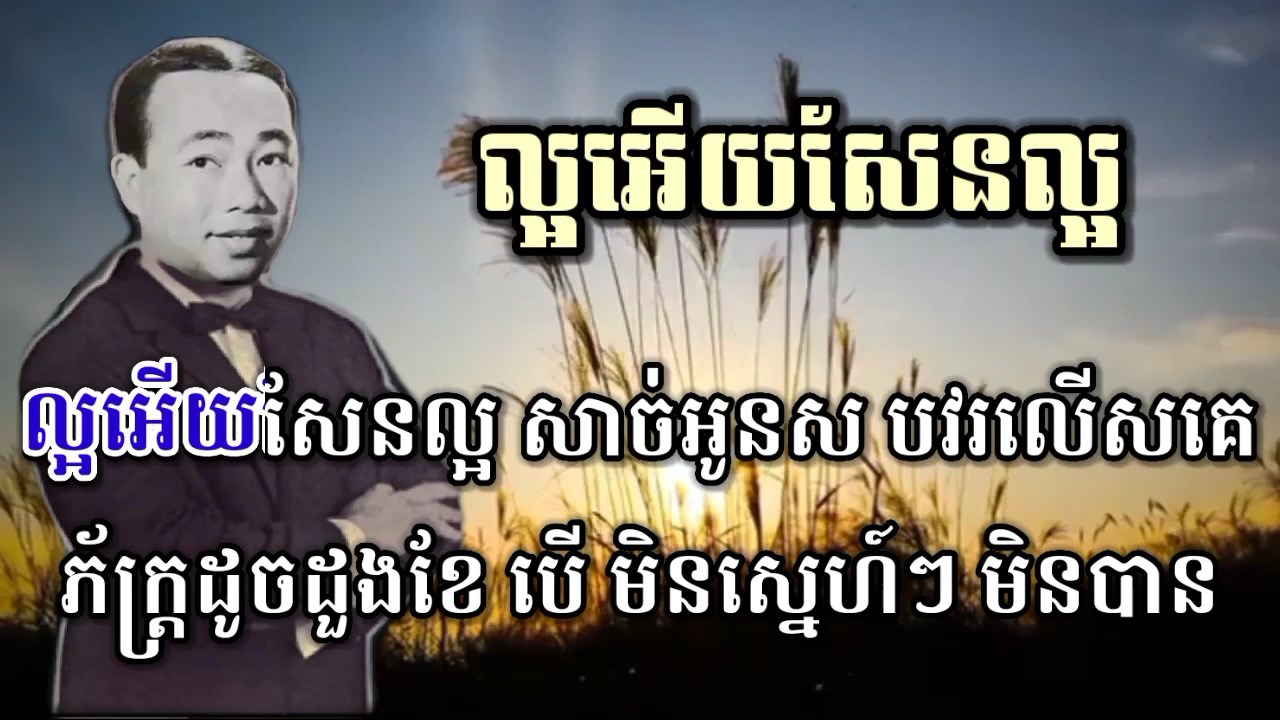 ល្អអើយសែនល្អ
ល្អអើយសែនល្អ សាច់អូនស បវរលើសគេ
ភ័ក្ត្រដូចដួងខែ បើ មិនស្នេហ៍ៗ មិនបាន